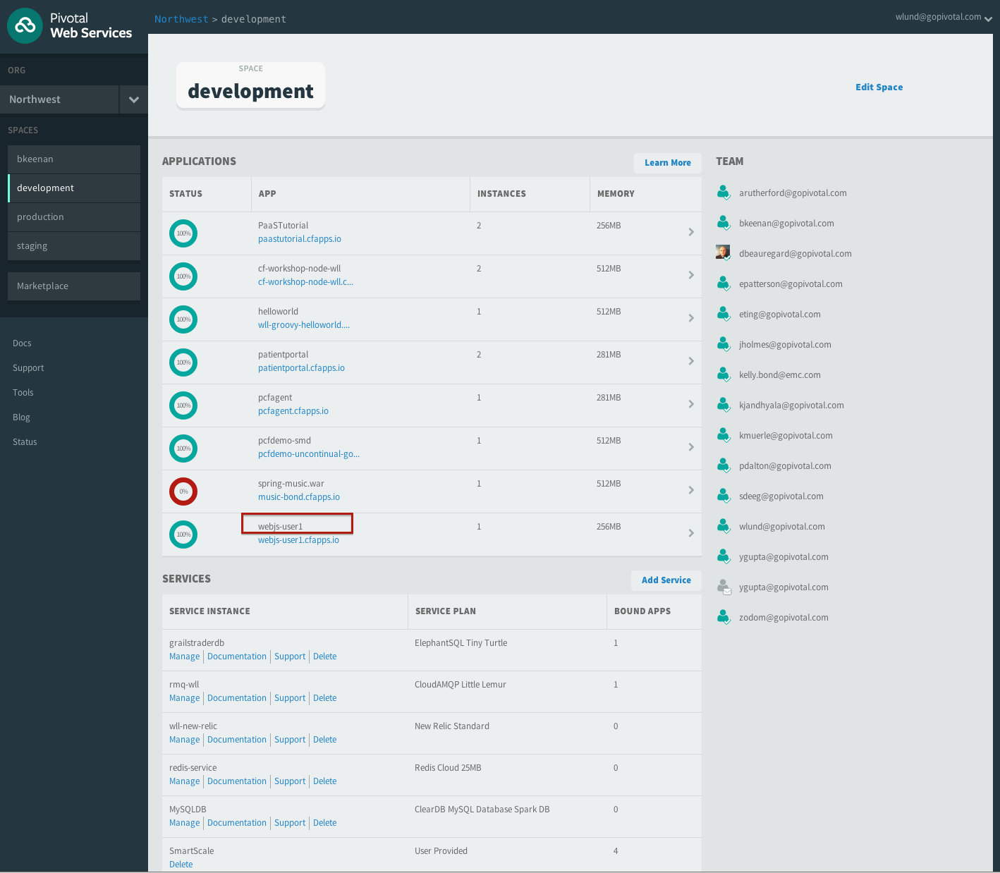 Pivotal
Web Services
Northwest > development
wlund@gopivotal.com
ORG
Northwest
SPACES
bkeenan
development
production
staging
Marketplace
Docs
Support
Tools
Blog
Status
SPACE
development
Edit Space
APPLICATIONS
Learn More
STATUS APP INSTANCES MEMORY
100% PaaSTutorial 2 256MB
paastutorial.cfapps.io
100% cf-workshop-node-wll 2 512MB
cf-workshop-node-wll.c...
100% helloworld 1 512MB
wll-groovy-helloworld....
100% patientportal 2 281MB
patientportal.cfapps.io
100% pcfagent 1 281MB
pcfagent.cfapps.io
100% pcfdemo-smd 1 512MB
pcfdemo-uncontinual-go...
0% spring-music.war 1 512MB
music-bond.cfapps.io
100% webjs-user1 1 256MB
webjs-user1.cfapps.io
SERVICES
Add Service
SERVICE INSTANCE SERVICE PLAN BOUND APPS
grailstraderdb ElephantSQL Tiny Turtle 1
Manage Documentation Support Delete
rmq-wll CloudAMQP Little Lemur 1
Manage Documentation Support Delete
wll-new-relic New Relic Standard 0
Manage Documentation Support Delete
redis-service Redis Cloud 25MB 0
Manage Documentation Support Delete
MySQLDB ClearDB MySQL Database Spark DB 0
Manage Documentation Support Delete
SmartScale User Provided 4
Delete
TEAM
arutherford@gopivotal.com
bkeenan@gopivotal.com
dbeauregard@gopivotal.com
epatterson@gopivotal.com
eting@gopivotal.com
jholmes@gopivotal.com
kelly.bond@emc.com
kjandhyala@gopivotal.com
kmuerle@gopivotal.com
pdalton@gopivotal.com
sdeeg@gopivotal.com
wlund@gopivotal.com
ygupta@gopivotal.com
ygupta@gopivotal.com
zodom@gopivotal.com